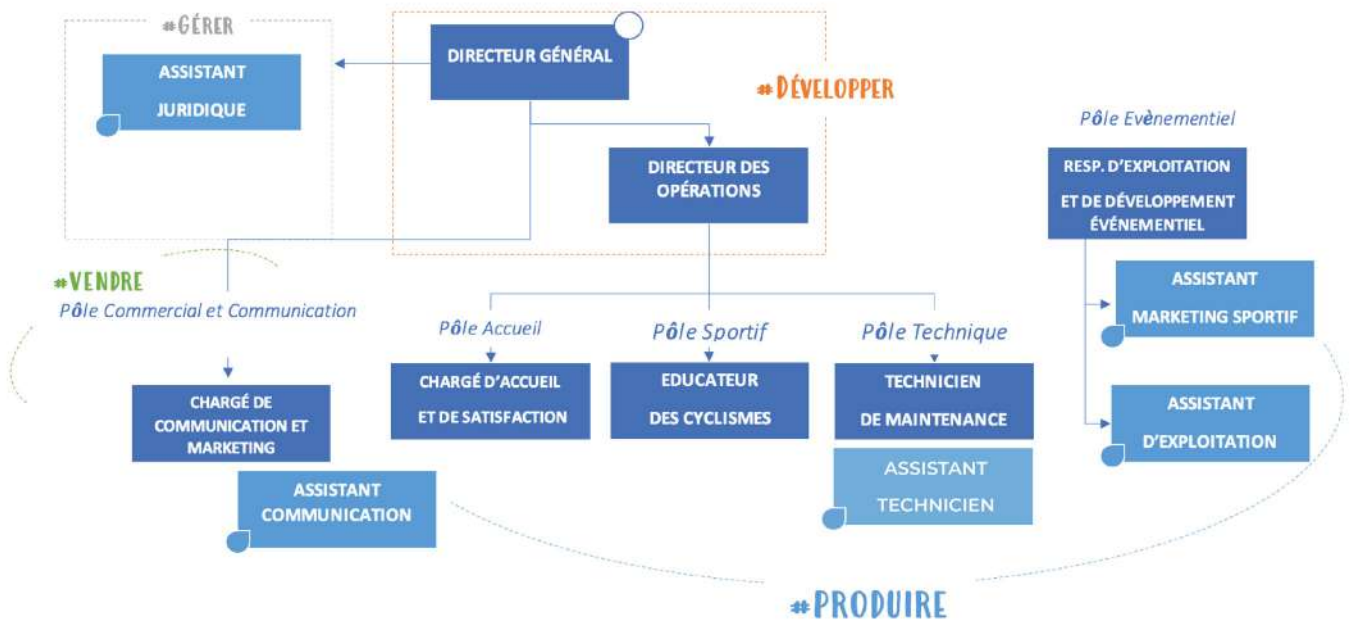 #GÉRER
ASSISTANT
JURIDIQUE
DIRECTEUR GÉNÉRAL
#DÉVELOPPER
DIRECTEUR DES
OPÉRATIONS
Pôle Evènementiel
RESP. D'EXPLOITATION
ET DE DÉVELOPPEMENT
ÉVÉNEMENTIEL
ASSISTANT
MARKETING SPORTIF
ASSISTANT
D'EXPLOITATION
#VENDRE
Pôle Commercial et Communication
CHARGÉ DE
COMMUNICATION ET
MARKETING
ASSISTANT
COMMUNICATION
Pôle Accueil
CHARGÉ D'ACCUEIL
ET DE SATISFACTION
Pôle Sportif
EDUCATEUR
DES CYCLISMES
Pôle Technique
TECHNICIEN
DE MAINTENANCE
ASSISTANT
TECHNICIEN
#PRODUIRE